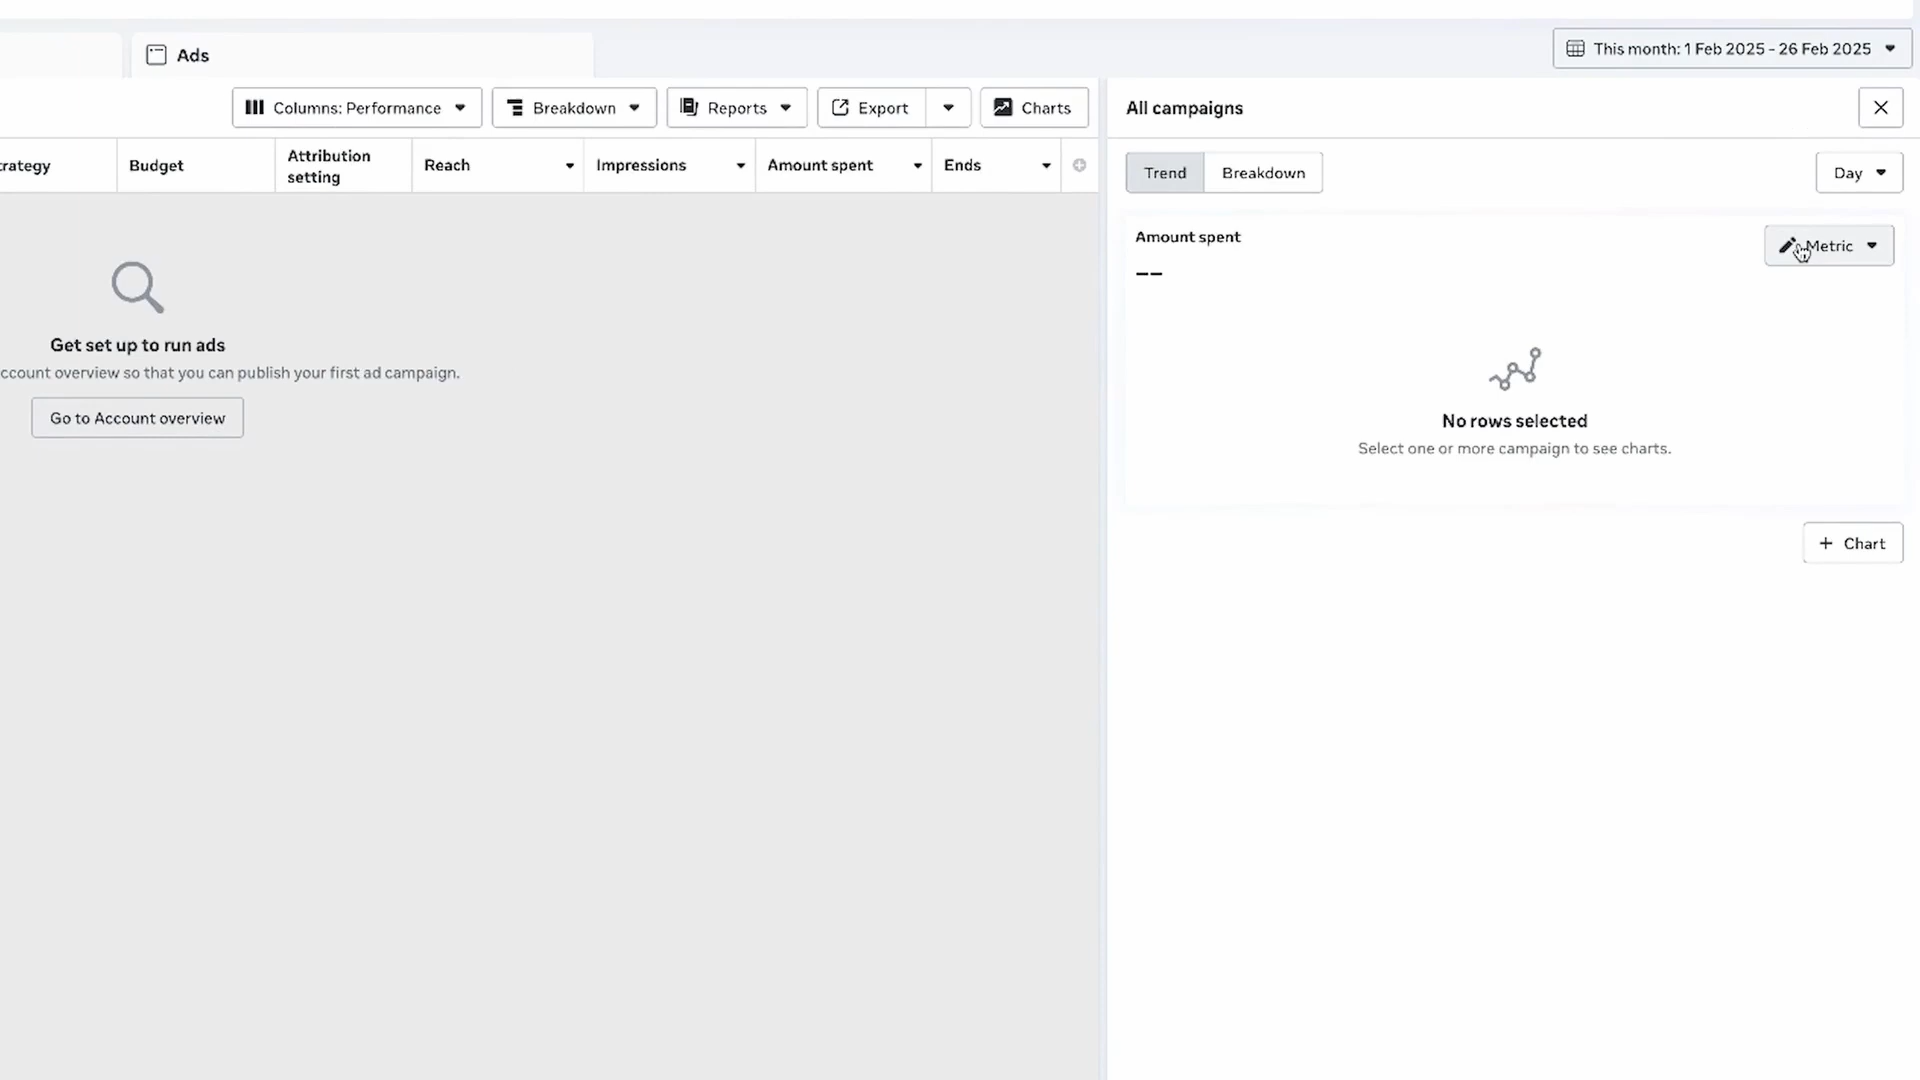 Ads
This month: 1 Feb 2025 - 26 Feb 2025
Columns: Performance
Breakdown
Reports
Export
Charts
All campaigns
trategy
Budget
Attribution
setting
Reach
Impressions
Amount spent
Ends
Trend
Breakdown
Day
Amount spent
Metric
——
Get set up to run ads
ccount overview so that you can publish your first ad campaign.
Go to Account overview
No rows selected
Select one or more campaign to see charts.
+ Chart